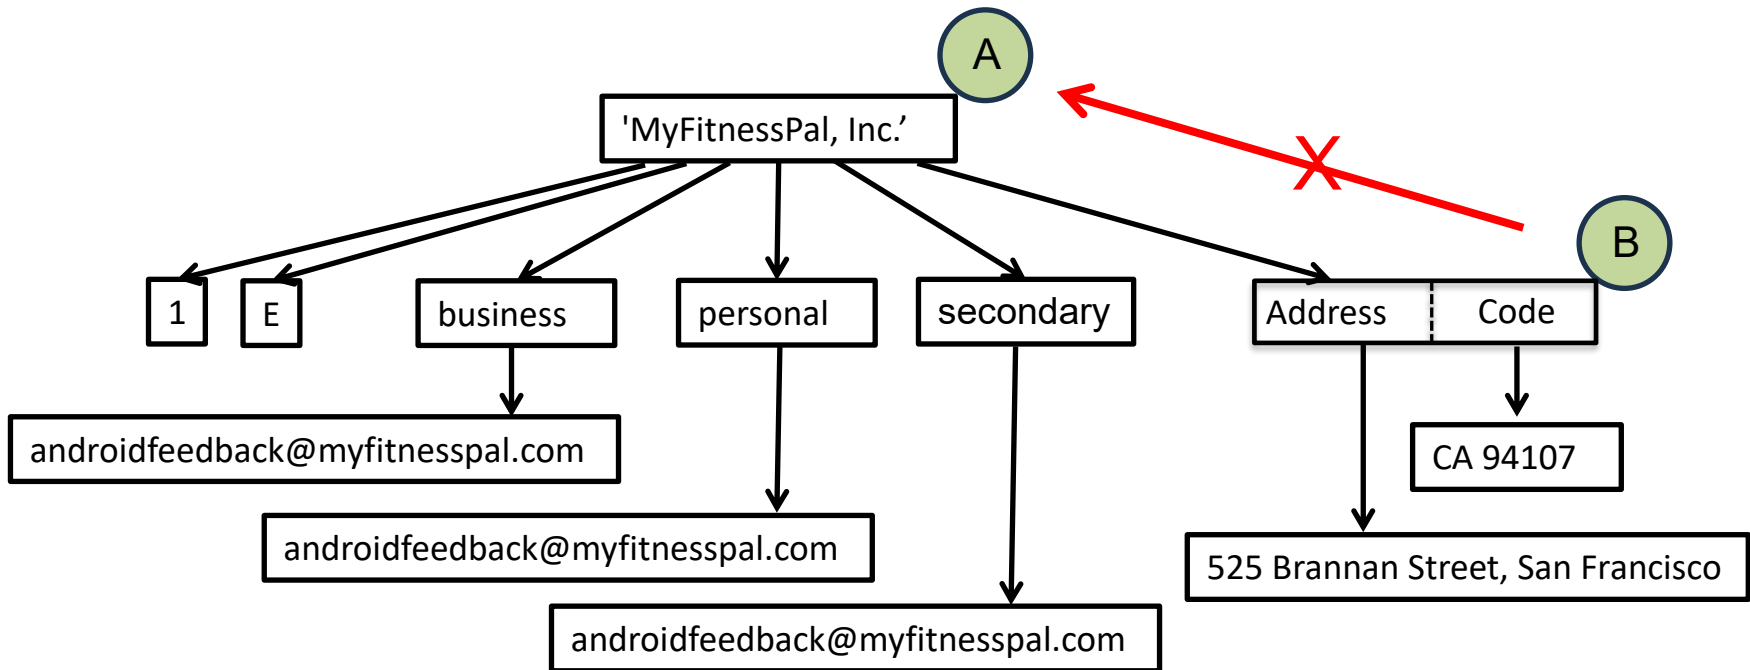 A
'MyFitnessPal, Inc.’
X
B
1
E
business
personal
secondary
Address
Code
androidfeedback@myfitnesspal.com
CA 94107
androidfeedback@myfitnesspal.com
525 Brannan Street, San Francisco
androidfeedback@myfitnesspal.com